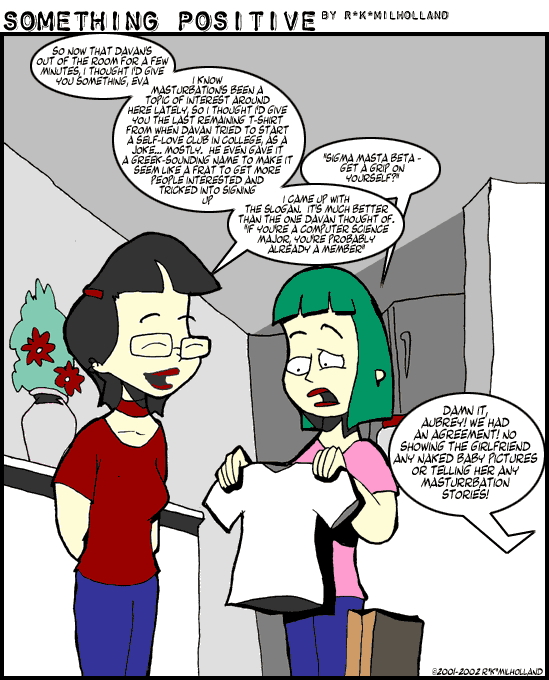 SOMETHING POSITIVE BY R*K*MILHOLLAND
SO NOW THAT DAVAN'S
OUT OF THE ROOM FOR A FEW
MINUTES, I THOUGHT I'D GIVE
YOU SOMETHING, EVA
I KNOW
MASTURBATION'S BEEN A
TOPIC OF INTEREST AROUND
HERE LATELY, SO I THOUGHT I'D GIVE
YOU THE LAST REMAINING T-SHIRT
FROM WHEN DAVAN TRIED TO START
A SELF-LOVE CLUB IN COLLEGE, AS A
JOKE... MOSTLY. HE EVEN GAVE IT
A GREEK-SOUNDING NAME TO MAKE IT
SEEM LIKE A FRAT TO GET MORE
PEOPLE INTERESTED AND
TRICKED INTO SIGNING
UP
"SIGMA MASTA BETA -
GET A GRIP ON
YOURSELF?"
I CAME UP WITH
THE SLOGAN. IT'S MUCH BETTER
THAN THE ONE DAVAN THOUGHT OF.
"IF YOU'RE A COMPUTER SCIENCE
MAJOR, YOU'RE PROBABLY
ALREADY A MEMBER"
DAMN IT,
AUBREY! WE HAD
AN AGREEMENT! NO
SHOWING THE GIRLFRIEND
ANY NAKED BABY PICTURES
OR TELLING HER ANY
MASTURRBATION
STORIES!
©2001-2002 R*K*MILHOLLAND